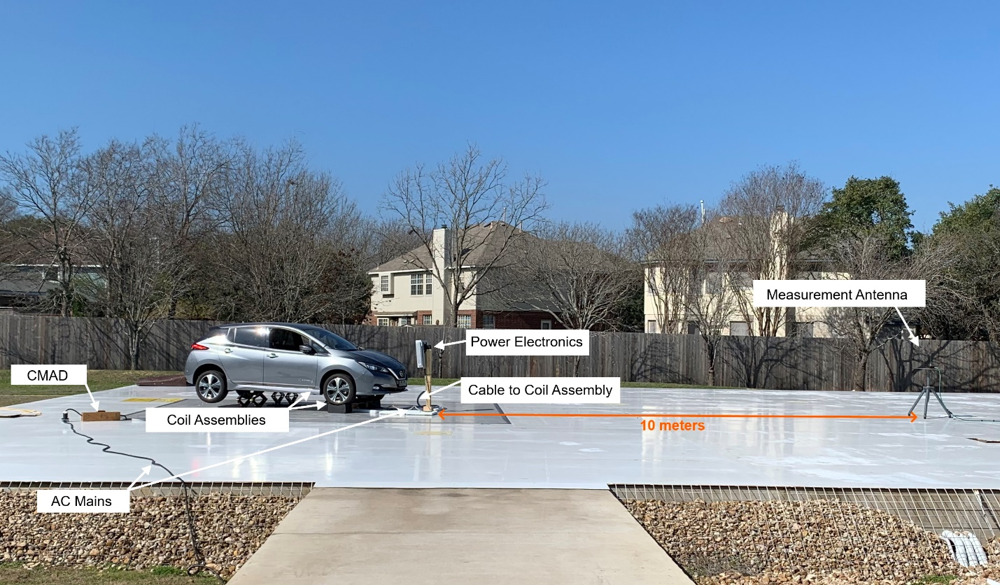 Measurement Antenna
Power Electronics
CMAD
Cable to Coil Assembly
Coil Assemblies
10 meters
AC Mains